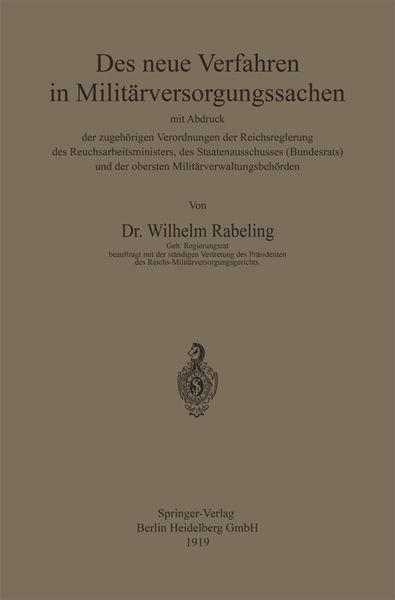 Des neue Verfahren
in Militärversorgungssachen
mit Abdruck
der zugehörigen Verordnungen der Reichsreglerung
des Reuchsarbeitsministers, des Staatenausschusses (Bundesrats)
und der obersten Militärverwaltungsbehörden
Von
Dr. Wilhelm Rabeling
Geh. Regierungsrat
beauftragt mit der ständigen Vertretung des Präsidenten
des Reichs-Militärversorgungsgerichts.
Springer-Verlag
Berlin Heidelberg GmbH
1919